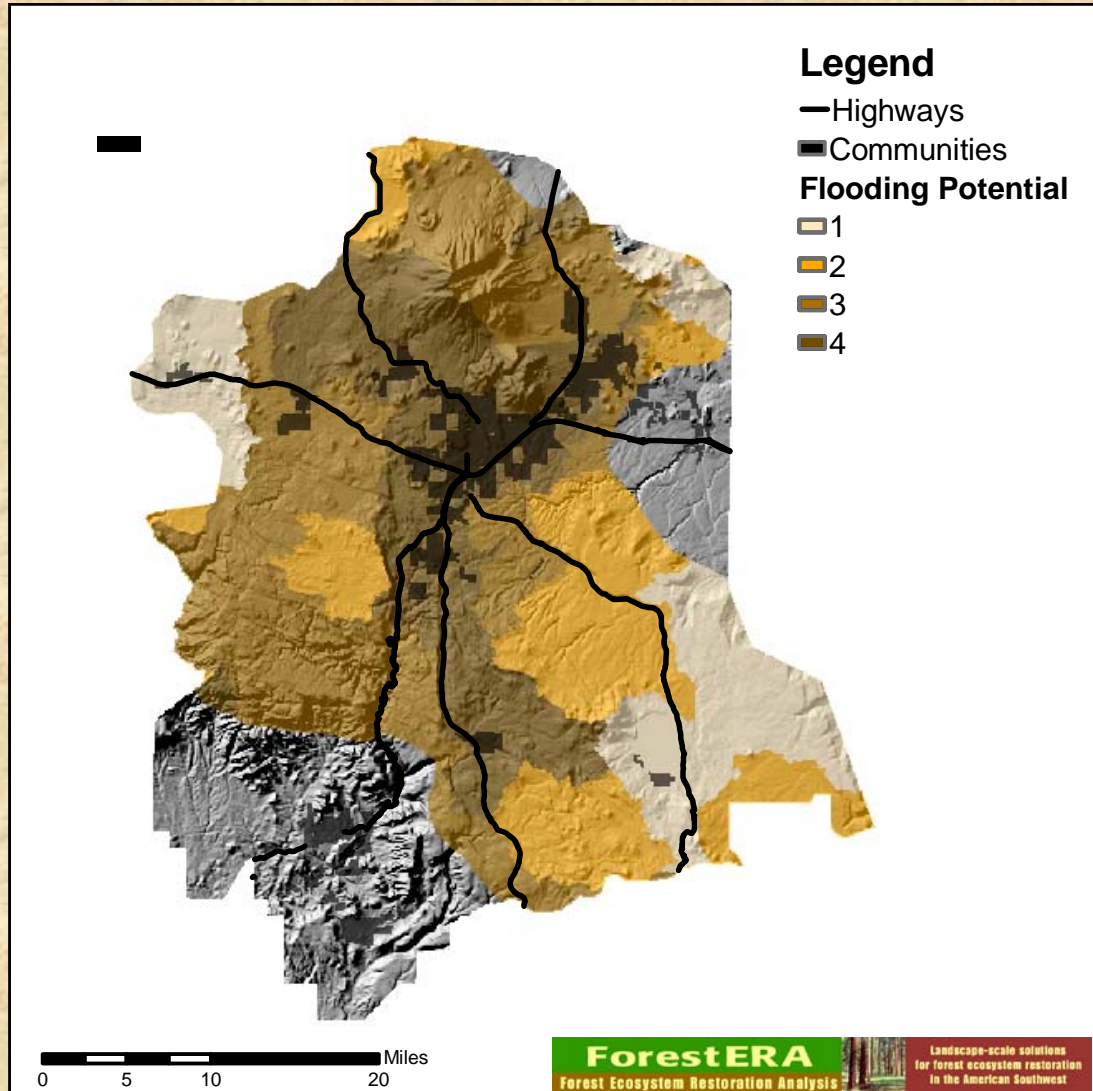 Legend
Highways
Communities
Flooding Potential
1
2
3
4
Miles
0 5 10 20
ForestERA
Forest Ecosystem Restoration Analysis
Landscape-scale solutions
for forest ecosystem restoration
in the American Southwest